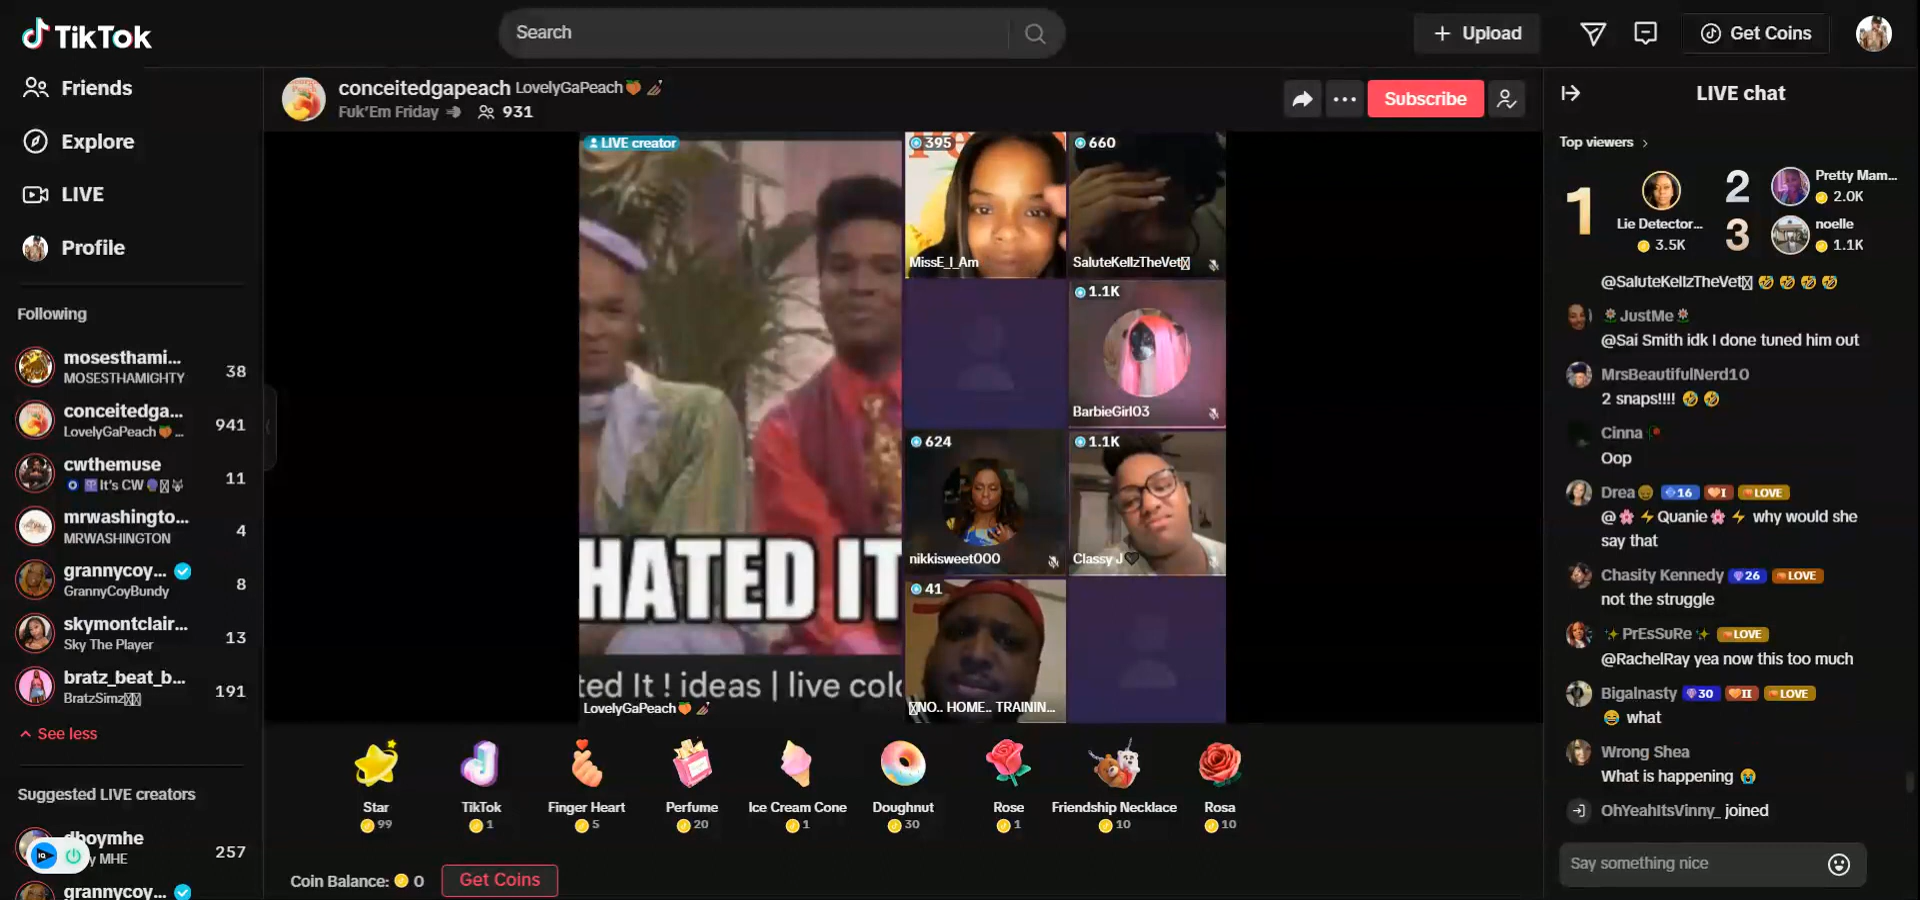 TikTok
Search
Upload
Get Coins
Friends
Explore
LIVE
Profile
Following
mosesthami...
MOSESTHAMIGHTY
38
conceitedga...
LovelyGaPeach🍑 ...
941
cwthemuse
It's CW
11
mrwashingto...
MRWASHINGTON
4
grannycoy...
GrannyCoyBundy
8
skymontclair...
Sky The Player
13
bratz_beat_b...
BratzSimz
191
See less
Suggested LIVE creators
dboymhe
y MHE
257
grannycoy...
conceitedgapeach LovelyGaPeach🍑
Fuk'Em Friday 931
Subscribe
LIVE creator
HATED IT
ted It ! ideas | live colo
LovelyGaPeach🍑
395
MissE_I_Am
660
SaluteKellzTheVet
1.1K
BarbieGirl03
624
nikkisweet000
1.1K
Classy J🖤
41
NO.. HOME.. TRAININ...
Star
99
TikTok
1
Finger Heart
5
Perfume
20
Ice Cream Cone
1
Doughnut
30
Rose
1
Friendship Necklace
10
Rosa
10
Coin Balance: 0
Get Coins
LIVE chat
Top viewers
1
Lie Detector...
3.5K
2
Pretty Mam...
2.0K
3
noelle
1.1K
@SaluteKellzTheVet 🤣 🤣 🤣 🤣
🌸JustMe🌸
@Sai Smith idk I done tuned him out
MrsBeautifulNerd10
2 snaps!!!! 🤣 🤣
Cinna🥀
Oop
Drea 16 I LOVE
@🌸⚡Quanie🌸⚡ why would she
say that
Chasity Kennedy 26 LOVE
not the struggle
✨PrEsSuRe✨ LOVE
@RachelRay yea now this too much
Bigalnasty 30 II LOVE
😂 what
Wrong Shea
What is happening 😭
OhYeahItsVinny_ joined
Say something nice